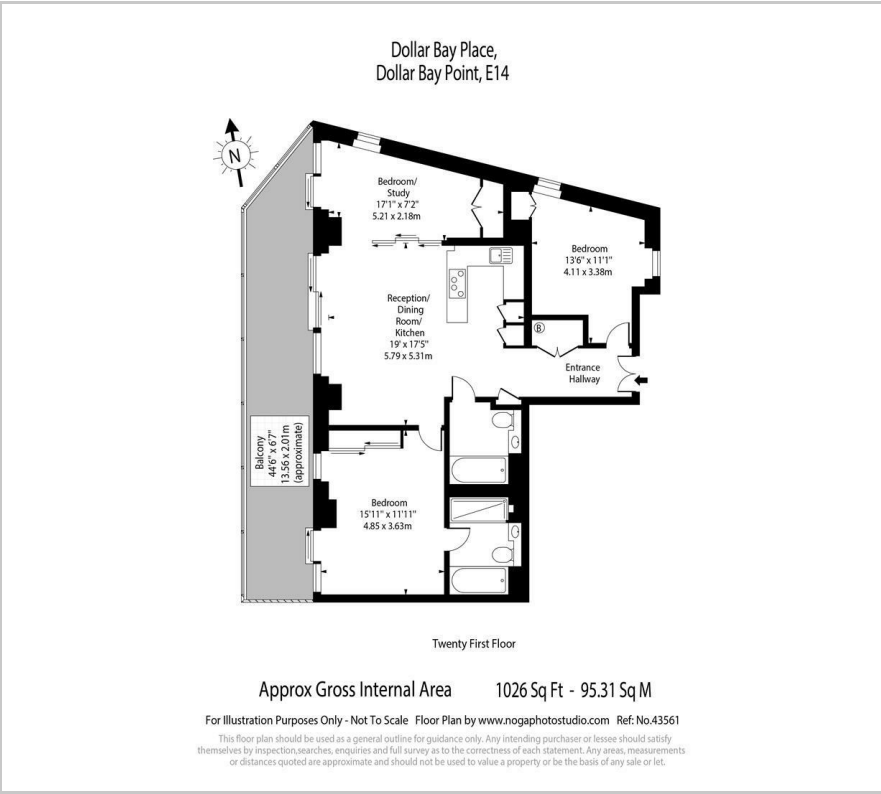 Dollar Bay Place,
Dollar Bay Point, E14
N
Bedroom/
Study
17'1" x 7'2"
5.21 x 2.18m
Bedroom
13'6" x 11'1"
4.11 x 3.38m
Reception/
Dining
Room/
Kitchen
19' x 17'5"
5.79 x 5.31m
B
Entrance
Hallway
Balcony
44'6" x 6'7"
13.56 x 2.01m
(approximate)
Bedroom
15'11" x 11'11"
4.85 x 3.63m
Twenty First Floor
Approx Gross Internal Area 1026 Sq Ft - 95.31 Sq M
For Illustration Purposes Only - Not To Scale Floor Plan by www.nogaphotostudio.com Ref: No.43561
This floor plan should be used as a general outline for guidance only. Any intending purchaser or lessee should satisfy
themselves by inspection,searches, enquiries and full survey as to the correctness of each statement. Any areas, measurements
or distances quoted are approximate and should not be used to value a property or be the basis of any sale or let.